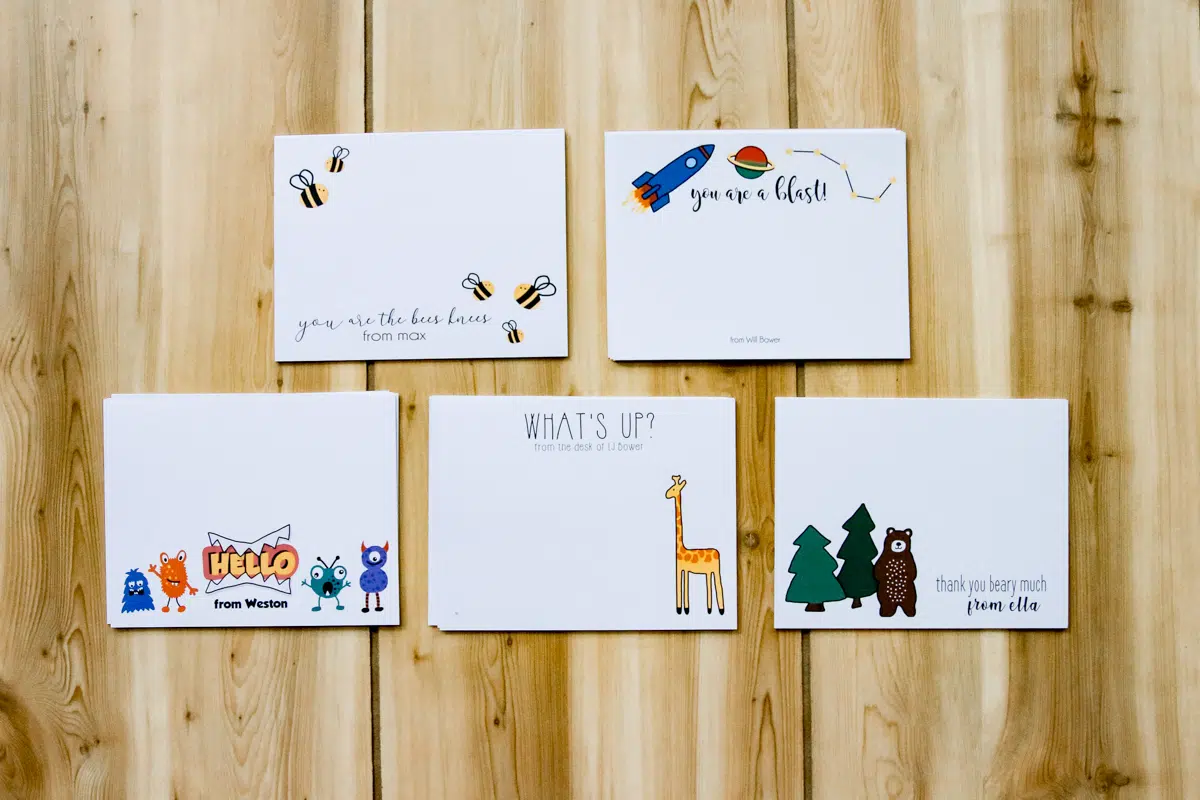 you are the bees knees
from max
you are a blast!
from Will Bower
HELLO
from Weston
WHAT'S UP?
from the desk of LJ Bower
thank you beary much
from ella